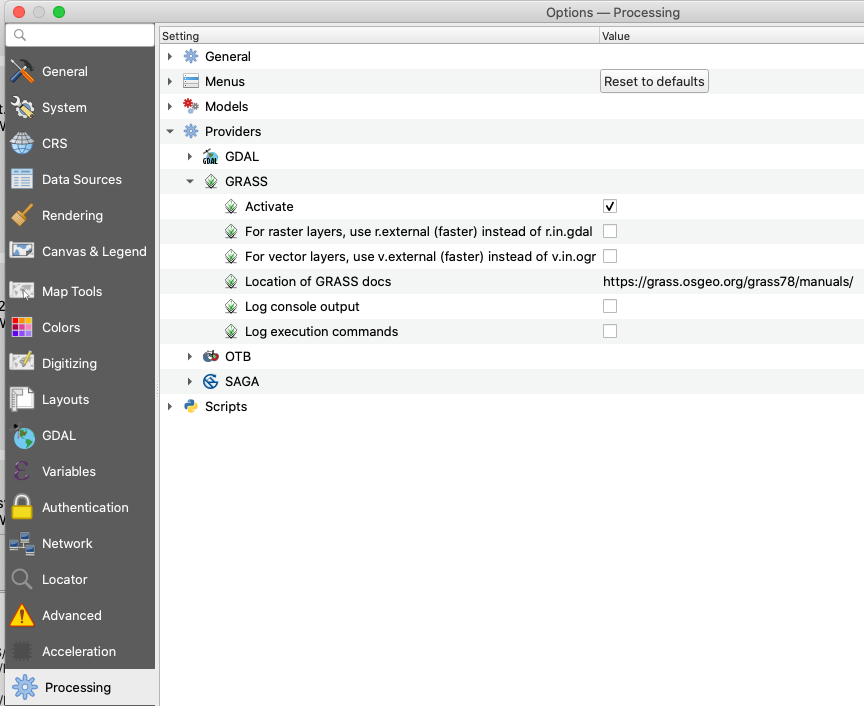 Options — Processing
Setting Value
General
System
CRS
Data Sources
Rendering
Canvas & Legend
Map Tools
Colors
Digitizing
Layouts
GDAL
Variables
Authentication
Network
Locator
Advanced
Acceleration
Processing
General
Menus Reset to defaults
Models
Providers
GDAL
GRASS
Activate
For raster layers, use r.external (faster) instead of r.in.gdal
For vector layers, use v.external (faster) instead of v.in.ogr
Location of GRASS docs https://grass.osgeo.org/grass78/manuals/
Log console output
Log execution commands
OTB
SAGA
Scripts